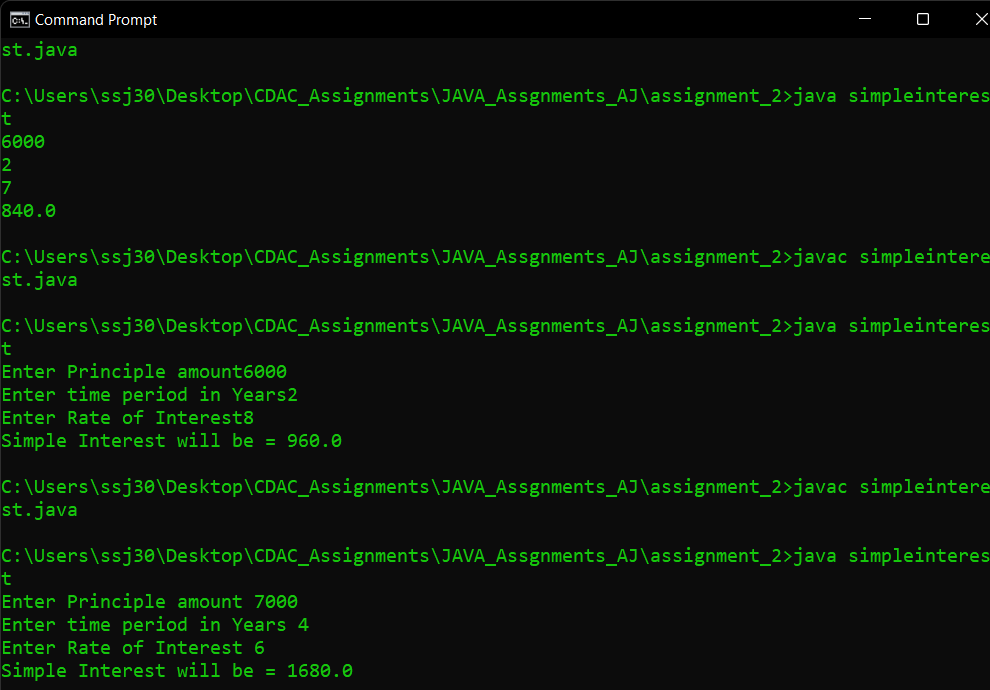 Command Prompt
st.java
C:\Users\ssj30\Desktop\CDAC_Assignments\JAVA_Assgnments_AJ\assignment_2>java simpleinteres
t
6000
2
7
840.0
C:\Users\ssj30\Desktop\CDAC_Assignments\JAVA_Assgnments_AJ\assignment_2>javac simpleintere
st.java
C:\Users\ssj30\Desktop\CDAC_Assignments\JAVA_Assgnments_AJ\assignment_2>java simpleinteres
t
Enter Principle amount6000
Enter time period in Years2
Enter Rate of Interest8
Simple Interest will be = 960.0
C:\Users\ssj30\Desktop\CDAC_Assignments\JAVA_Assgnments_AJ\assignment_2>javac simpleintere
st.java
C:\Users\ssj30\Desktop\CDAC_Assignments\JAVA_Assgnments_AJ\assignment_2>java simpleinteres
t
Enter Principle amount 7000
Enter time period in Years 4
Enter Rate of Interest 6
Simple Interest will be = 1680.0